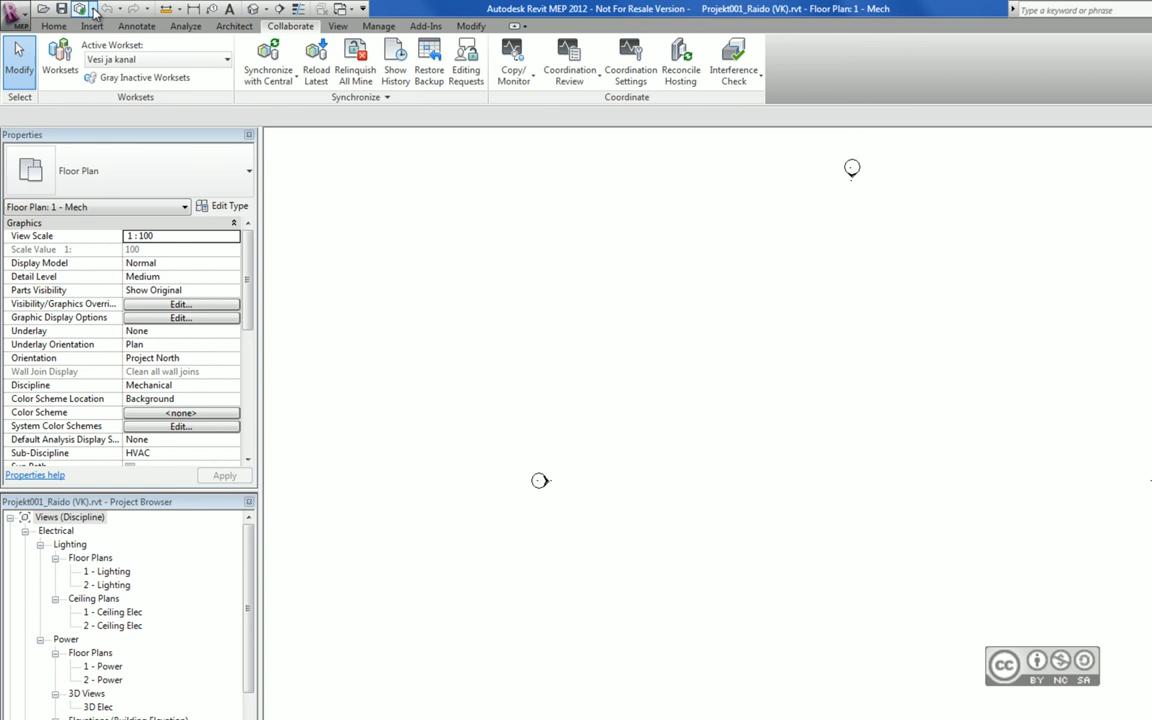 Autodesk Revit MEP 2012 - Not For Resale Version - Projekt001_Raido (VK).rvt - Floor Plan: 1 - Mech
Type a keyword or phrase
MEP
Home Insert Annotate Analyze Architect Collaborate View Manage Add-Ins Modify
Modify
Worksets
Active Workset:
Vesi ja kanal
Gray Inactive Worksets
Synchronize with Central
Reload Latest
Relinquish All Mine
Show History
Restore Backup
Editing Requests
Copy/ Monitor
Coordination Review
Coordination Settings
Reconcile Hosting
Interference Check
Select Worksets Synchronize Coordinate
Properties
Floor Plan
Floor Plan: 1 - Mech Edit Type
Graphics
View Scale 1 : 100
Scale Value 1: 100
Display Model Normal
Detail Level Medium
Parts Visibility Show Original
Visibility/Graphics Overri... Edit...
Graphic Display Options Edit...
Underlay None
Underlay Orientation Plan
Orientation Project North
Wall Join Display Clean all wall joins
Discipline Mechanical
Color Scheme Location Background
Color Scheme <none>
System Color Schemes Edit...
Default Analysis Display S... None
Sub-Discipline HVAC
Properties help Apply
Projekt001_Raido (VK).rvt - Project Browser
Views (Discipline)
Electrical
Lighting
Floor Plans
1 - Lighting
2 - Lighting
Ceiling Plans
1 - Ceiling Elec
2 - Ceiling Elec
Power
Floor Plans
1 - Power
2 - Power
3D Views
3D Elec
Elevations (Building Elevation)
cc
BY NC SA